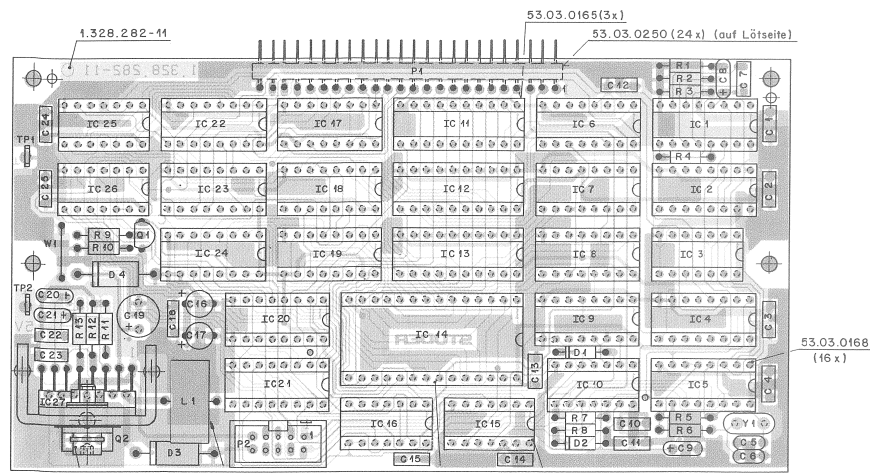 53.03.0165(3x)
1.328.282-11
53.03.0250 (24x) (auf Lötseite)
1.328.282-11
P1
1
R1
R2
R3
C8
C7
C12
C24
IC 25
IC 22
IC 17
IC 11
IC 6
IC 1
C1
TP1
R4
C25
IC 26
IC 23
IC 18
IC 12
IC 7
IC 2
C2
W1
R9
R10
Q1
IC 24
IC 19
IC 13
IC 8
IC 3
D4
TP2
C20
C21
C22
C23
R13
R12
R11
C19
C18
C16
C17
IC 20
IC 14
STUDER
IC 9
IC 4
C3
D1
53.03.0168
(16x)
IC27
L1
IC21
C13
IC 10
IC5
C4
Q2
D3
P2
1
IC16
IC15
R7
R8
D2
C10
C11
R5
R6
Y1
C9
C5
C6
C15
C14